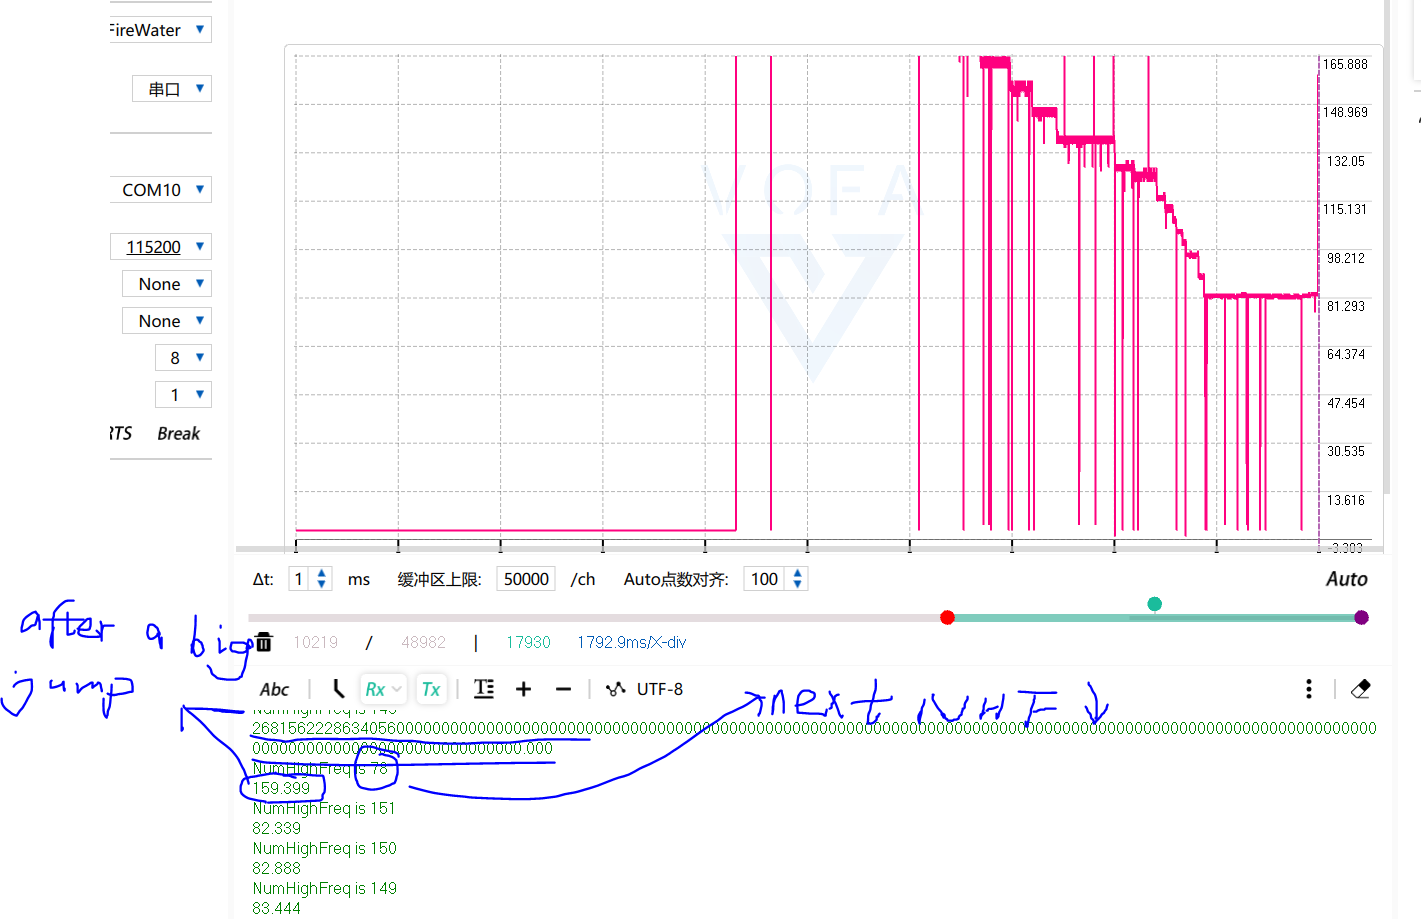 FireWater
串口
COM10
115200
None
None
8
1
RTS Break
VOFA
165.888
148.969
132.05
115.131
98.212
81.293
64.374
47.454
30.535
13.616
-3.303
Δt: 1 ms 缓冲区上限: 50000 /ch Auto点数对齐: 100 Auto
10219 / 48982 | 17930 1792.9ms/X-div
after a big
jump
Abc Rx Tx UTF-8
next NHF ↓
NumHighFreq is 149
000000000000000000000000000000.000
NumHighFreq is 78
159.399
NumHighFreq is 151
82.339
NumHighFreq is 150
82.888
NumHighFreq is 149
83.444